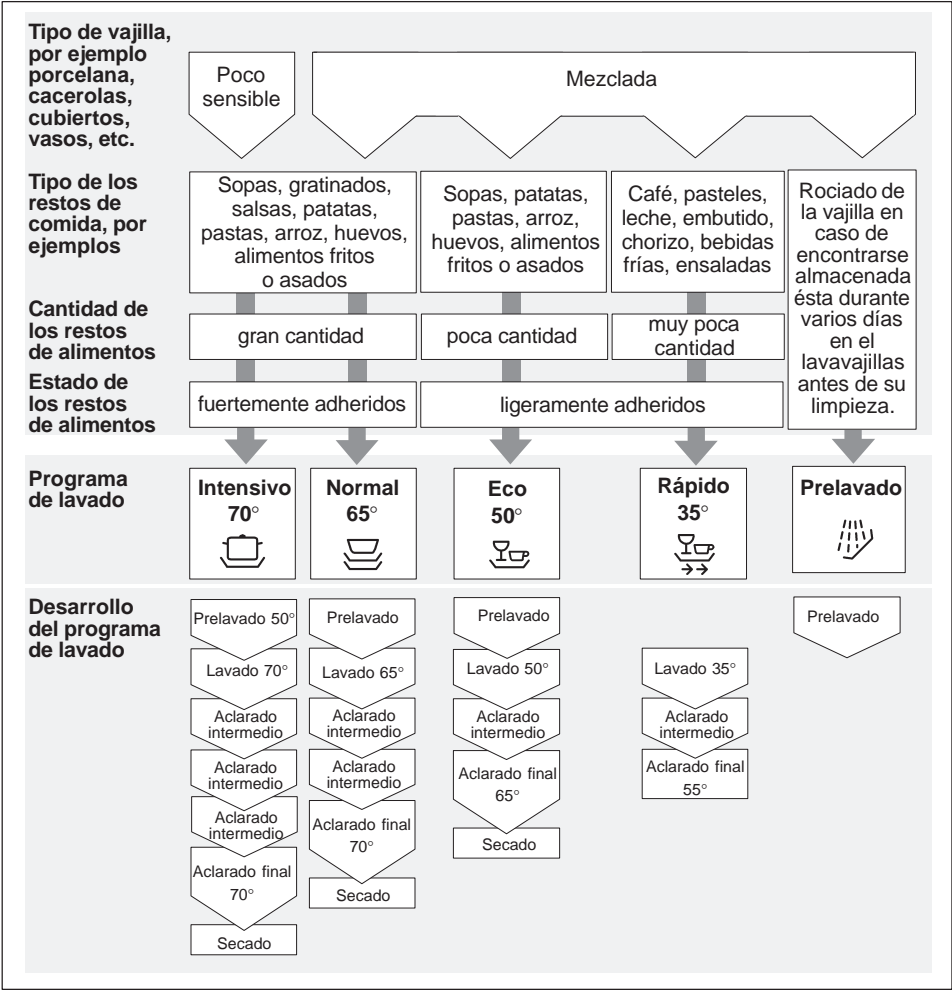 Tipo de vajilla,
por ejemplo
porcelana,
cacerolas,
cubiertos,
vasos, etc.
Poco
sensible
Mezclada
Tipo de los
restos de
comida, por
ejemplos
Sopas, gratinados,
salsas, patatas,
pastas, arroz, huevos,
alimentos fritos
o asados
Sopas, patatas,
pastas, arroz,
huevos, alimentos
fritos o asados
Café, pasteles,
leche, embutido,
chorizo, bebidas
frías, ensaladas
Rociado de
la vajilla en
caso de
encontrarse
almacenada
ésta durante
varios días
en el
lavavajillas
antes de su
limpieza.
Cantidad de
los restos
de alimentos
gran cantidad
poca cantidad
muy poca
cantidad
Estado de
los restos
de alimentos
fuertemente adheridos
ligeramente adheridos
Programa
de lavado
Intensivo
70°
Normal
65°
Eco
50°
Rápido
35°
Prelavado
Desarrollo
del programa
de lavado
Prelavado 50°
Lavado 70°
Aclarado
intermedio
Aclarado
intermedio
Aclarado
intermedio
Aclarado final
70°
Secado
Prelavado
Lavado 65°
Aclarado
intermedio
Aclarado
intermedio
Aclarado final
70°
Secado
Prelavado
Lavado 50°
Aclarado
intermedio
Aclarado final
65°
Secado
Lavado 35°
Aclarado
intermedio
Aclarado final
55°
Prelavado